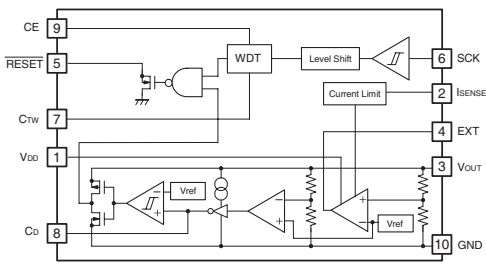 CE
9
RESET
5
CTW
7
VDD
1
CD
8
WDT
Level Shift
Current Limit
Vref
Vref
6
SCK
2
ISENSE
4
EXT
3
VOUT
10
GND
−
+
−
+
−
+